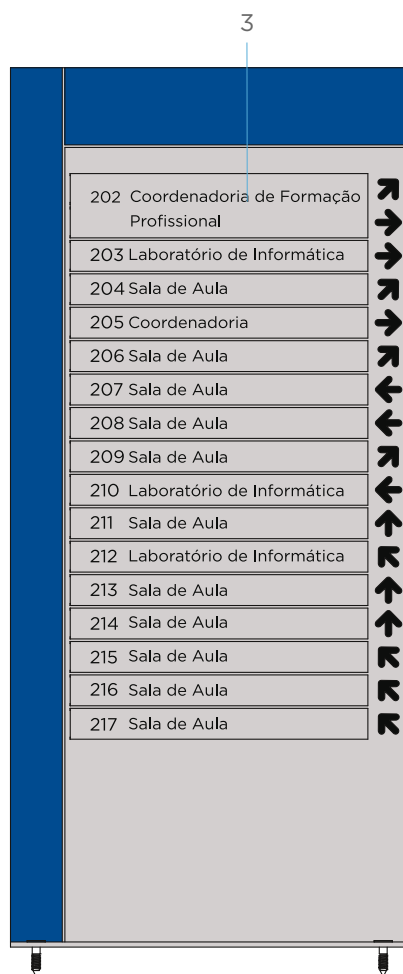 3
202 Coordenadoria de Formação
Profissional
203 Laboratório de Informática
204 Sala de Aula
205 Coordenadoria
206 Sala de Aula
207 Sala de Aula
208 Sala de Aula
209 Sala de Aula
210 Laboratório de Informática
211 Sala de Aula
212 Laboratório de Informática
213 Sala de Aula
214 Sala de Aula
215 Sala de Aula
216 Sala de Aula
217 Sala de Aula